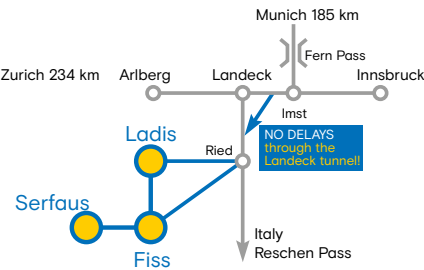 Munich 185 km
Fern Pass
Zurich 234 km Arlberg Landeck Innsbruck
Imst
NO DELAYS
through the
Landeck tunnel!
Ladis
Ried
Serfaus
Fiss
Italy
Reschen Pass